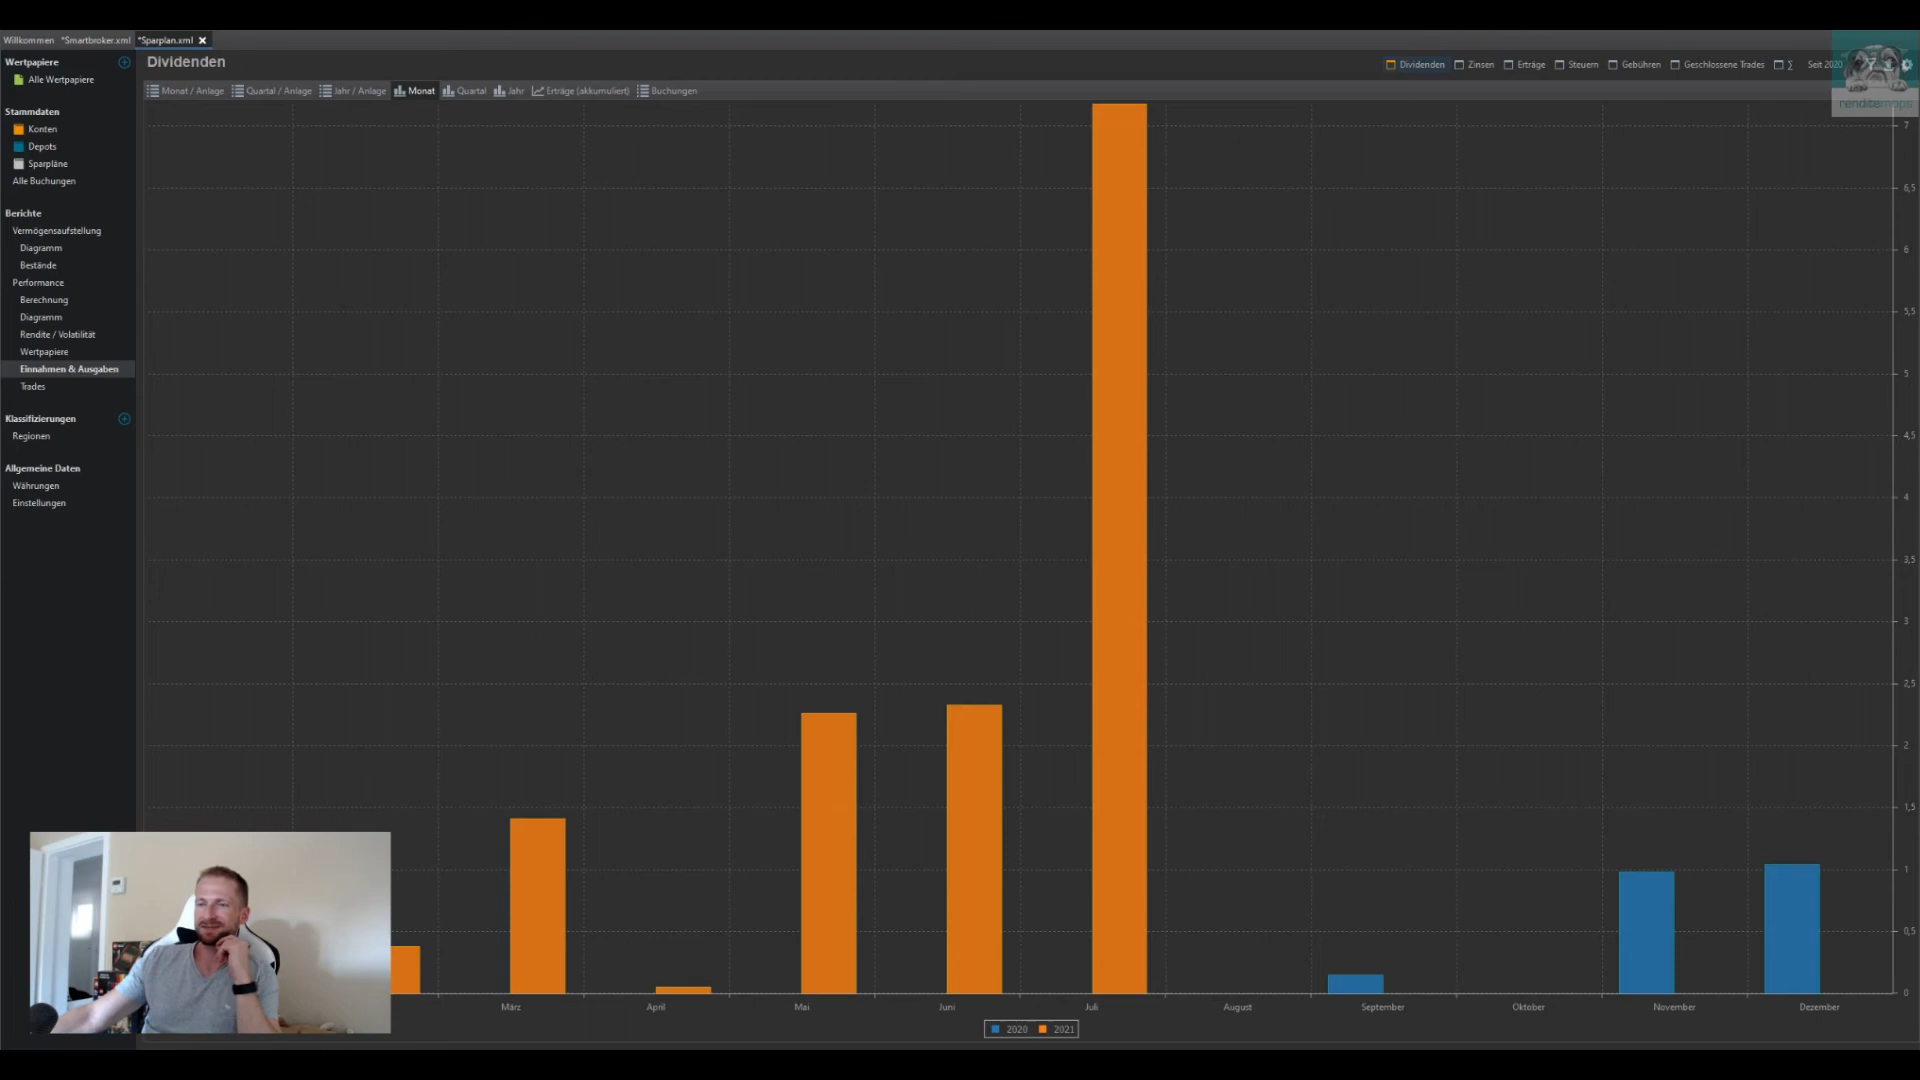 Willkommen *Smartbroker.xml *Sparplan.xml
Wertpapiere
Alle Wertpapiere
Stammdaten
Konten
Depots
Sparpläne
Alle Buchungen
Berichte
Vermögensaufstellung
Diagramm
Bestände
Performance
Berechnung
Diagramm
Rendite / Volatilität
Wertpapiere
Einnahmen & Ausgaben
Trades
Klassifizierungen
Regionen
Allgemeine Daten
Währungen
Einstellungen
Dividenden
Dividenden Zinsen Erträge Steuern Gebühren Geschlossene Trades ∑ Seit 2020
Monat / Anlage Quartal / Anlage Jahr / Anlage Monat Quartal Jahr Erträge (akkumuliert) Buchungen
renditemops
7
6,5
6
5,5
5
4,5
4
3,5
3
2,5
2
1,5
1
0,5
0
März April Mai Juni Juli August September Oktober November Dezember
2020 2021